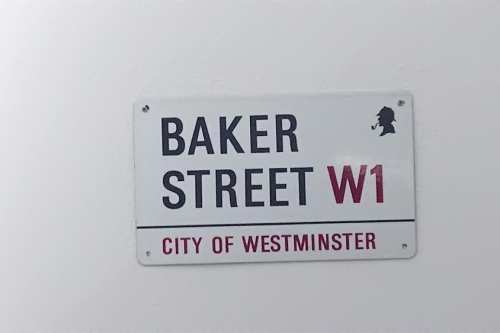 BAKER
STREET W1
CITY OF WESTMINSTER